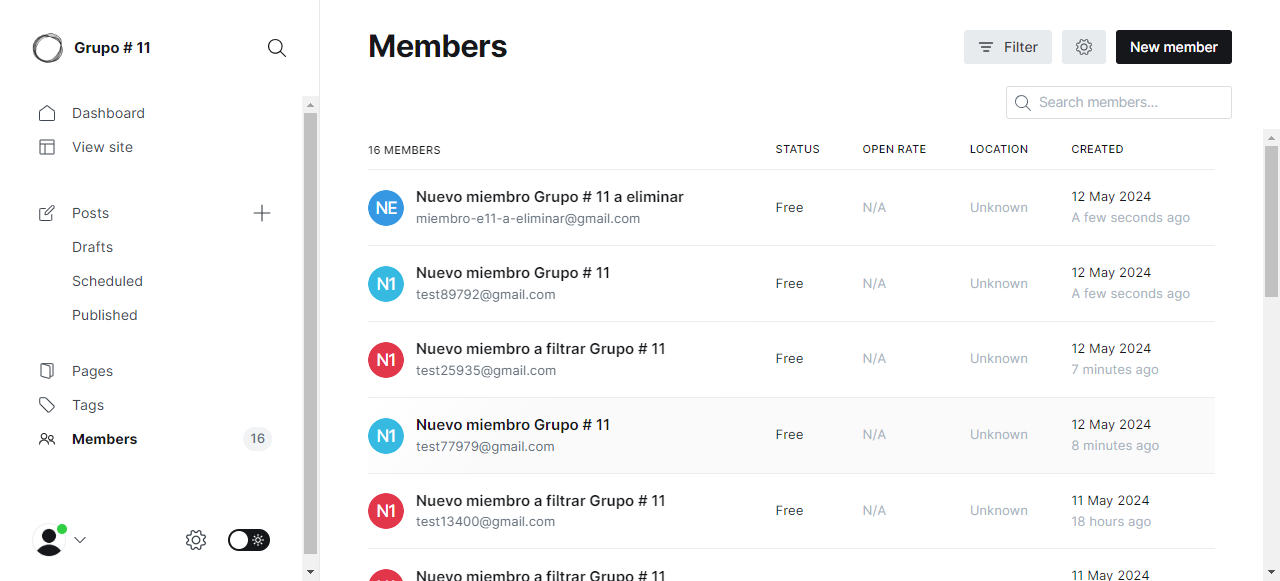 Grupo # 11
Dashboard
View site
Posts
Drafts
Scheduled
Published
Pages
Tags
Members
16
Members
Filter
New member
Search members...
16 MEMBERS
STATUS
OPEN RATE
LOCATION
CREATED
NE
Nuevo miembro Grupo # 11 a eliminar
miembro-e11-a-eliminar@gmail.com
Free
N/A
Unknown
12 May 2024
A few seconds ago
N1
Nuevo miembro Grupo # 11
test89792@gmail.com
Free
N/A
Unknown
12 May 2024
A few seconds ago
N1
Nuevo miembro a filtrar Grupo # 11
test25935@gmail.com
Free
N/A
Unknown
12 May 2024
7 minutes ago
N1
Nuevo miembro Grupo # 11
test77979@gmail.com
Free
N/A
Unknown
12 May 2024
8 minutes ago
N1
Nuevo miembro a filtrar Grupo # 11
test13400@gmail.com
Free
N/A
Unknown
11 May 2024
18 hours ago
Nuevo miembro a filtrar Grupo # 11
11 May 2024